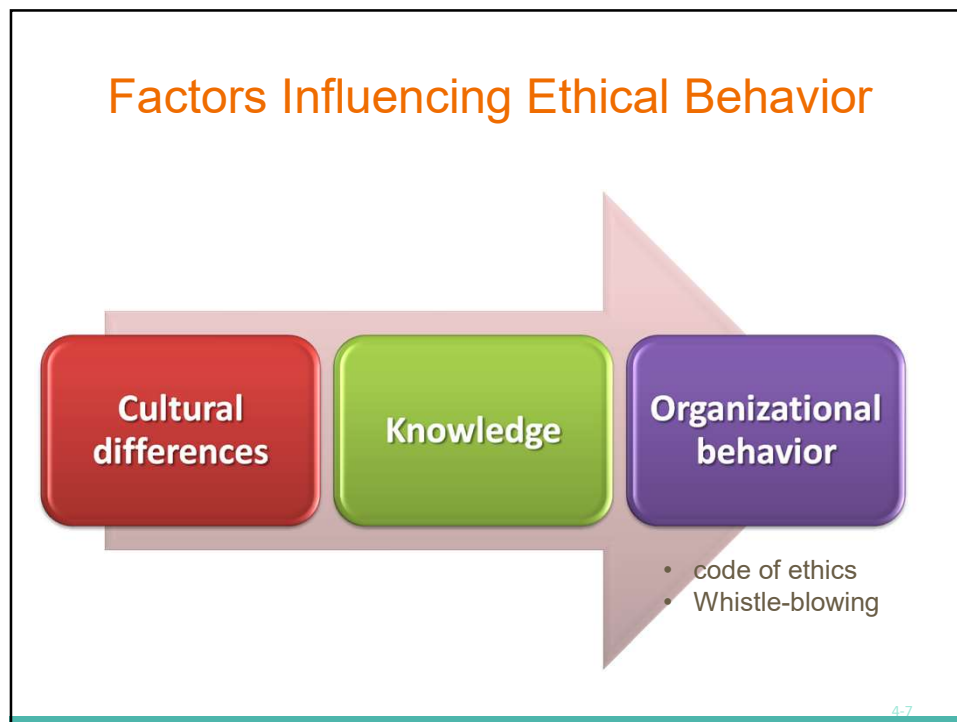 Factors Influencing Ethical Behavior
Cultural
differences
Knowledge
Organizational
behavior
• code of ethics
• Whistle-blowing
4-7